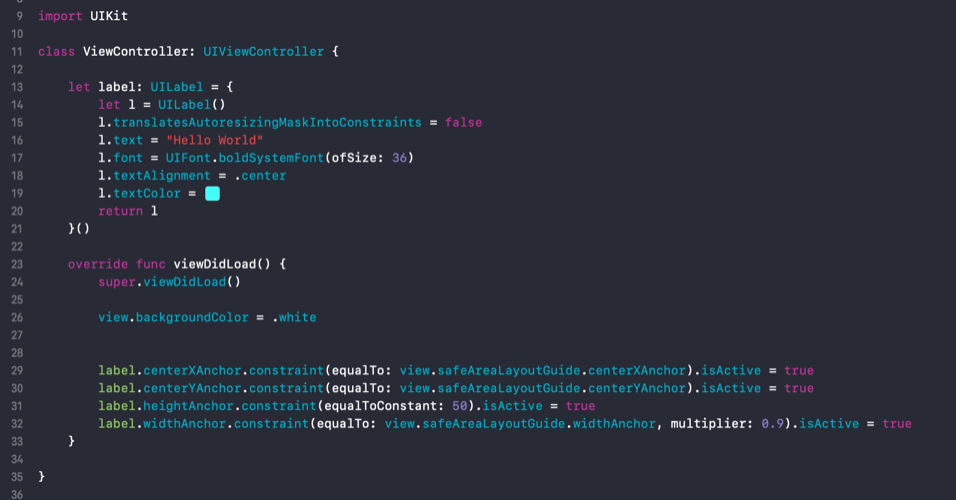 9 import UIKit
10
11 class ViewController: UIViewController {
12
13     let label: UILabel = {
14         let l = UILabel()
15         l.translatesAutoresizingMaskIntoConstraints = false
16         l.text = "Hello World"
17         l.font = UIFont.boldSystemFont(ofSize: 36)
18         l.textAlignment = .center
19         l.textColor =
20         return l
21     }()
22
23     override func viewDidLoad() {
24         super.viewDidLoad()
25
26         view.backgroundColor = .white
27
28
29         label.centerXAnchor.constraint(equalTo: view.safeAreaLayoutGuide.centerXAnchor).isActive = true
30         label.centerYAnchor.constraint(equalTo: view.safeAreaLayoutGuide.centerYAnchor).isActive = true
31         label.heightAnchor.constraint(equalToConstant: 50).isActive = true
32         label.widthAnchor.constraint(equalTo: view.safeAreaLayoutGuide.widthAnchor, multiplier: 0.9).isActive = true
33     }
34
35 }
36